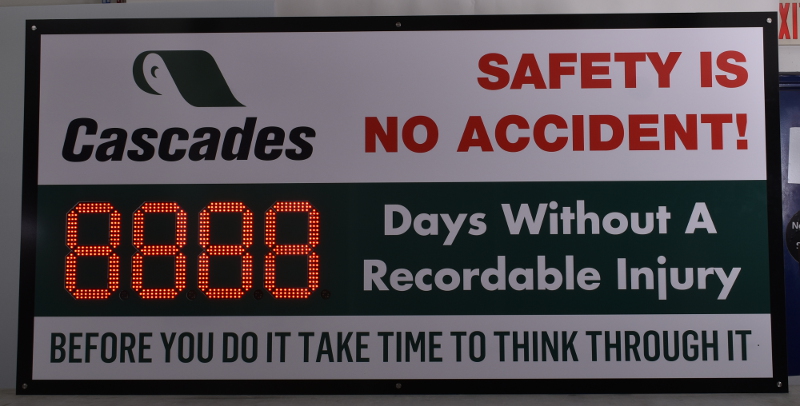 Cascades
SAFETY IS
NO ACCIDENT!
8888
Days Without A
Recordable Injury
BEFORE YOU DO IT TAKE TIME TO THINK THROUGH IT